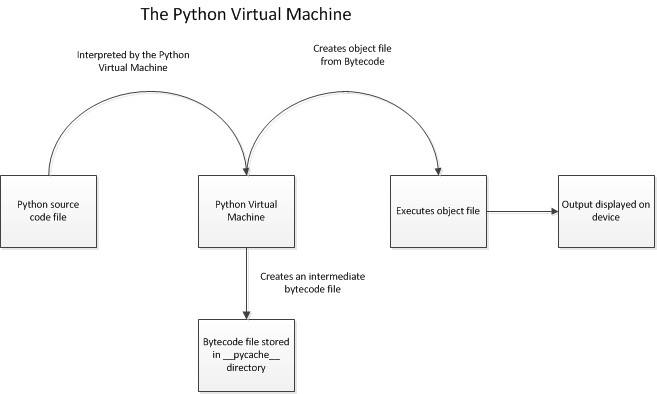 The Python Virtual Machine
Interpreted by the Python
Virtual Machine
Creates object file
from Bytecode
Python source
code file
Python Virtual
Machine
Executes object file
Output displayed on
device
Creates an intermediate
bytecode file
Bytecode file stored
in __pycache__
directory